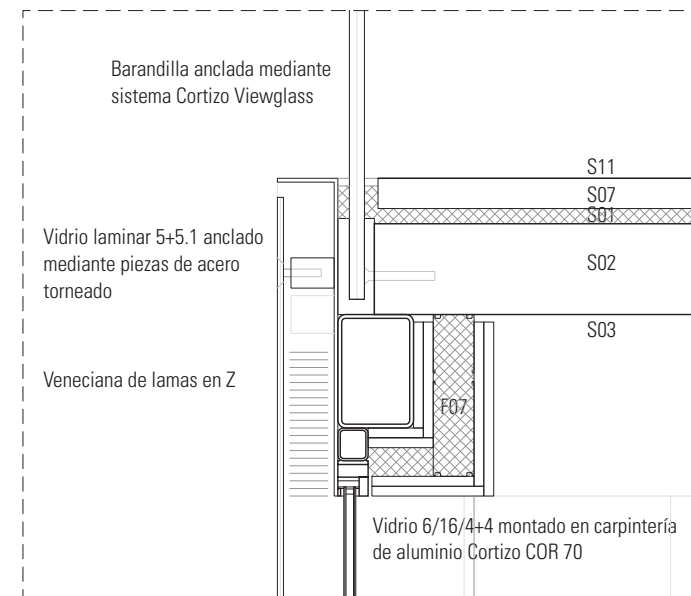 Barandilla anclada mediante
sistema Cortizo Viewglass
S11
S07
S01
Vidrio laminar 5+5.1 anclado
mediante piezas de acero
torneado
S02
S03
Veneciana de lamas en Z
F07
Vidrio 6/16/4+4 montado en carpintería
de aluminio Cortizo COR 70